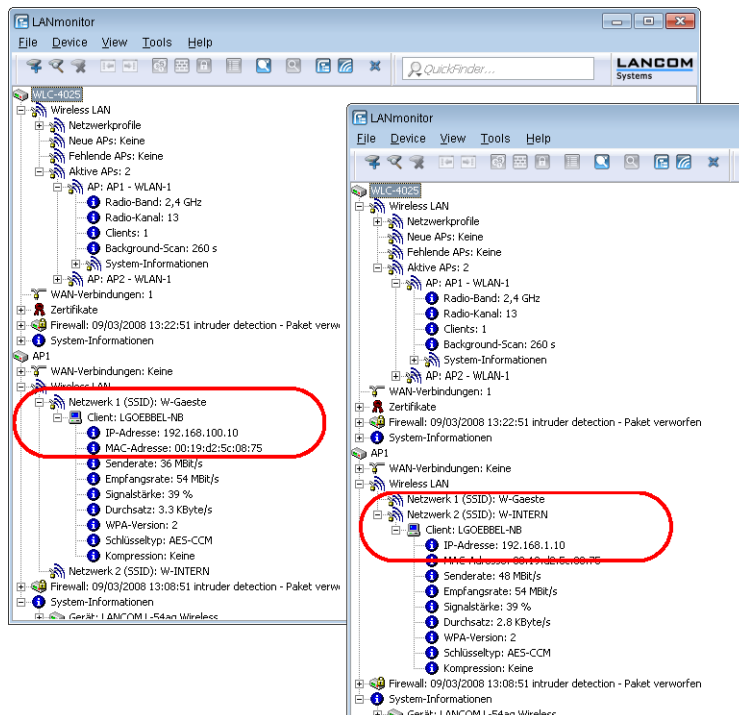 LANmonitor
File Device View Tools Help
QuickFinder...
LANCOM
Systems
WLC-4025
Wireless LAN
Netzwerkprofile
Neue APs: Keine
Fehlende APs: Keine
Aktive APs: 2
AP: AP1 - WLAN-1
Radio-Band: 2,4 GHz
Radio-Kanal: 13
Clients: 1
Background-Scan: 260 s
System-Informationen
AP: AP2 - WLAN-1
WAN-Verbindungen: 1
Zertifikate
Firewall: 09/03/2008 13:22:51 intruder detection - Paket verw
System-Informationen
AP1
WAN-Verbindungen: Keine
Wireless LAN
Netzwerk 1 (SSID): W-Gaeste
Client: LGOEBBEL-NB
IP-Adresse: 192.168.100.10
MAC-Adresse: 00:19:d2:5c:08:75
Senderate: 36 MBit/s
Empfangsrate: 54 MBit/s
Signalstärke: 39 %
Durchsatz: 3.3 KByte/s
WPA-Version: 2
Schlüsseltyp: AES-CCM
Kompression: Keine
Netzwerk 2 (SSID): W-INTERN
Firewall: 09/03/2008 13:08:51 intruder detection - Paket verw
System-Informationen
Gerät: LANCOM L-54ag Wireless
LANmonitor
File Device View Tools Help
WLC-4025
Wireless LAN
Netzwerkprofile
Neue APs: Keine
Fehlende APs: Keine
Aktive APs: 2
AP: AP1 - WLAN-1
Radio-Band: 2,4 GHz
Radio-Kanal: 13
Clients: 1
Background-Scan: 260 s
System-Informationen
AP: AP2 - WLAN-1
WAN-Verbindungen: 1
Zertifikate
Firewall: 09/03/2008 13:22:51 intruder detection - Paket verworfen
System-Informationen
AP1
WAN-Verbindungen: Keine
Wireless LAN
Netzwerk 1 (SSID): W-Gaeste
Netzwerk 2 (SSID): W-INTERN
Client: LGOEBBEL-NB
IP-Adresse: 192.168.1.10
MAC-Adresse: 00:19:d2:5c:08:75
Senderate: 48 MBit/s
Empfangsrate: 54 MBit/s
Signalstärke: 39 %
Durchsatz: 2.8 KByte/s
WPA-Version: 2
Schlüsseltyp: AES-CCM
Kompression: Keine
Firewall: 09/03/2008 13:08:51 intruder detection - Paket verworfen
System-Informationen
Gerät: LANCOM L-54ag Wireless